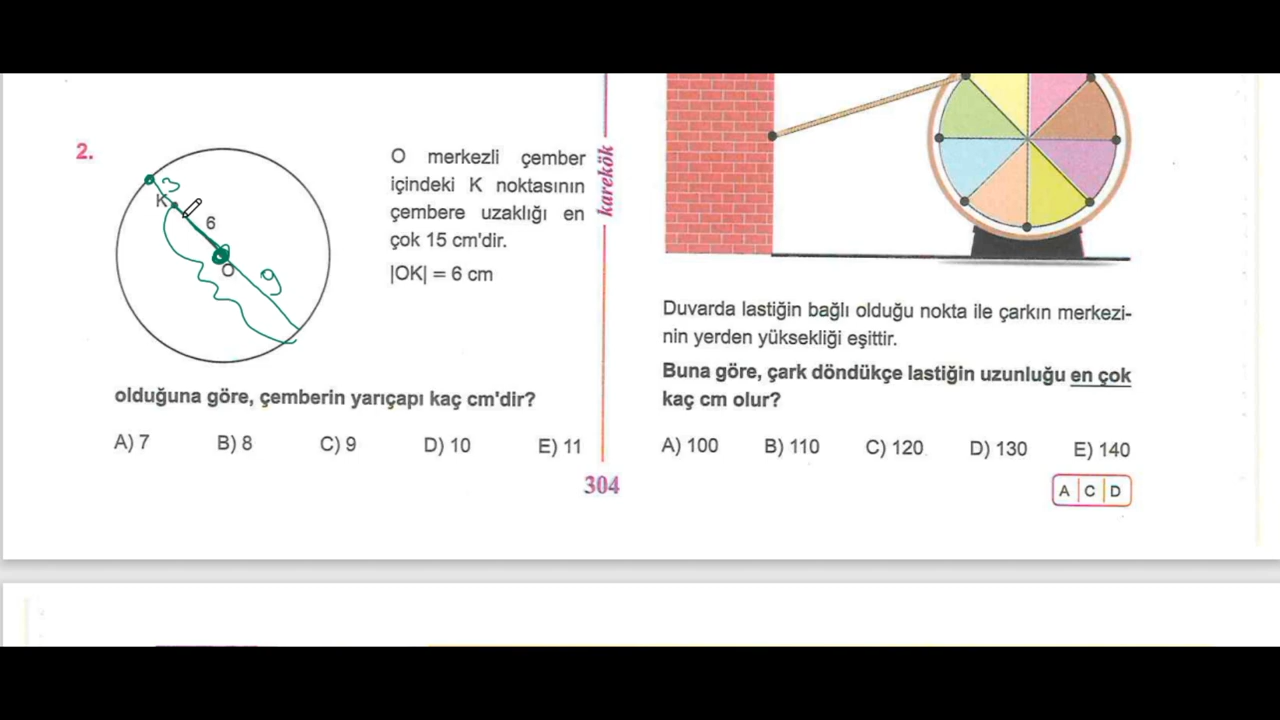 2.
3
K
6
O
9
O merkezli çember
içindeki K noktasının
çembere uzaklığı en
çok 15 cm'dir.
|OK| = 6 cm
olduğuna göre, çemberin yarıçapı kaç cm'dir?
A) 7 B) 8 C) 9 D) 10 E) 11
karekök
304
Duvarda lastiğin bağlı olduğu nokta ile çarkın merkezi-
nin yerden yüksekliği eşittir.
Buna göre, çark döndükçe lastiğin uzunluğu en çok
kaç cm olur?
A) 100 B) 110 C) 120 D) 130 E) 140
A C D